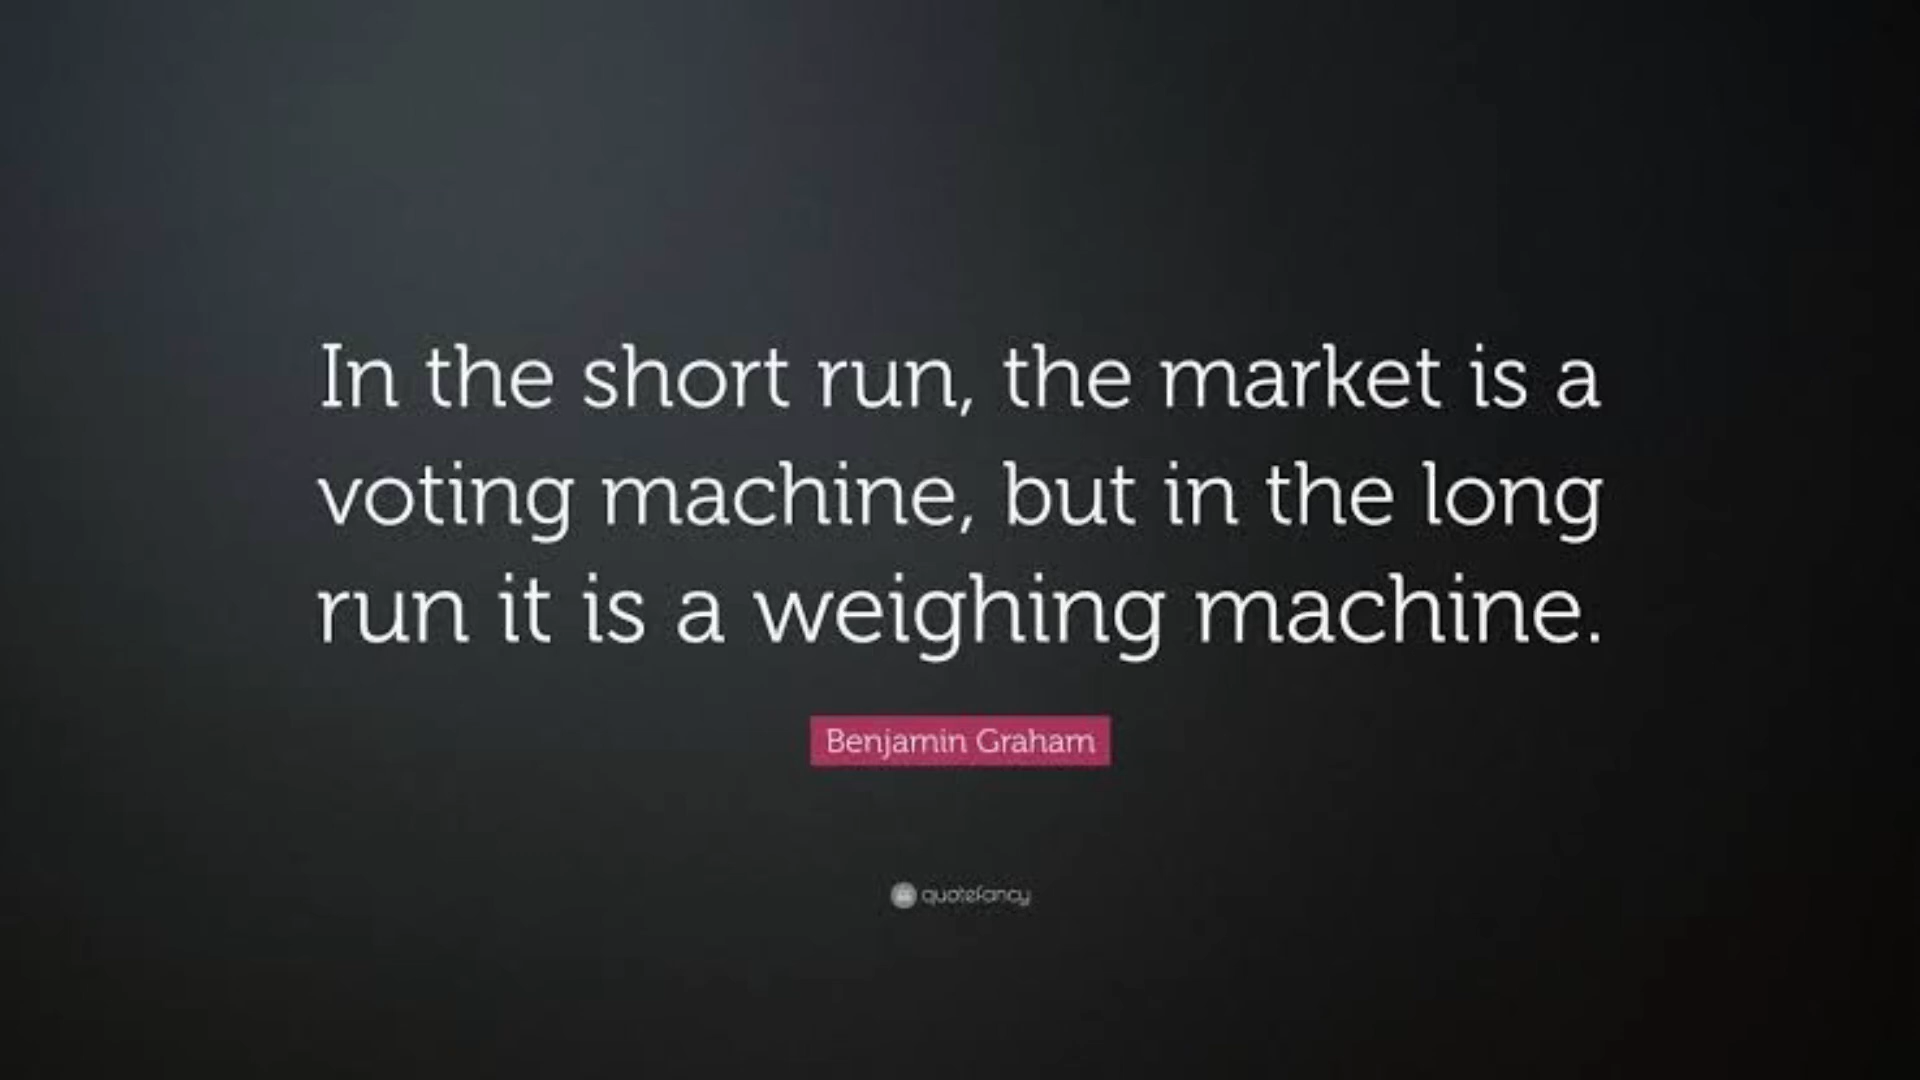 In the short run, the market is a
voting machine, but in the long
run it is a weighing machine.
Benjamin Graham
quotefancy